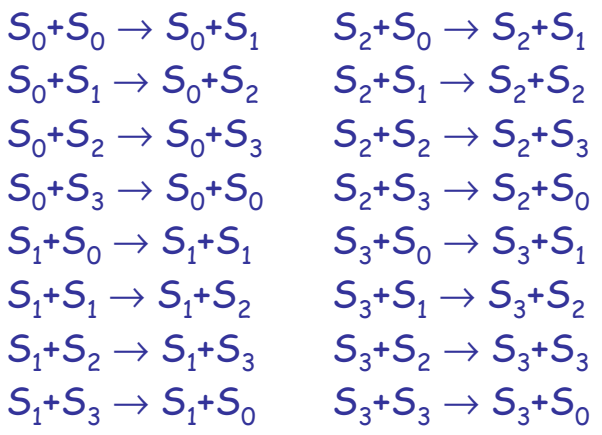 S₀+S₀ → S₀+S₁
S₀+S₁ → S₀+S₂
S₀+S₂ → S₀+S₃
S₀+S₃ → S₀+S₀
S₁+S₀ → S₁+S₁
S₁+S₁ → S₁+S₂
S₁+S₂ → S₁+S₃
S₁+S₃ → S₁+S₀
S₂+S₀ → S₂+S₁
S₂+S₁ → S₂+S₂
S₂+S₂ → S₂+S₃
S₂+S₃ → S₂+S₀
S₃+S₀ → S₃+S₁
S₃+S₁ → S₃+S₂
S₃+S₂ → S₃+S₃
S₃+S₃ → S₃+S₀